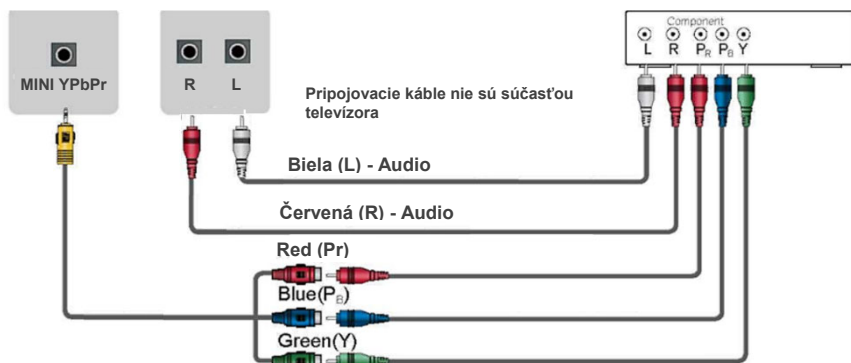 Component
L R PR PB Y
MINI YPbPr
R L
Pripojovacie káble nie sú súčasťou
televízora
Biela (L) - Audio
Červená (R) - Audio
Red (Pr)
Blue(PB)
Green(Y)